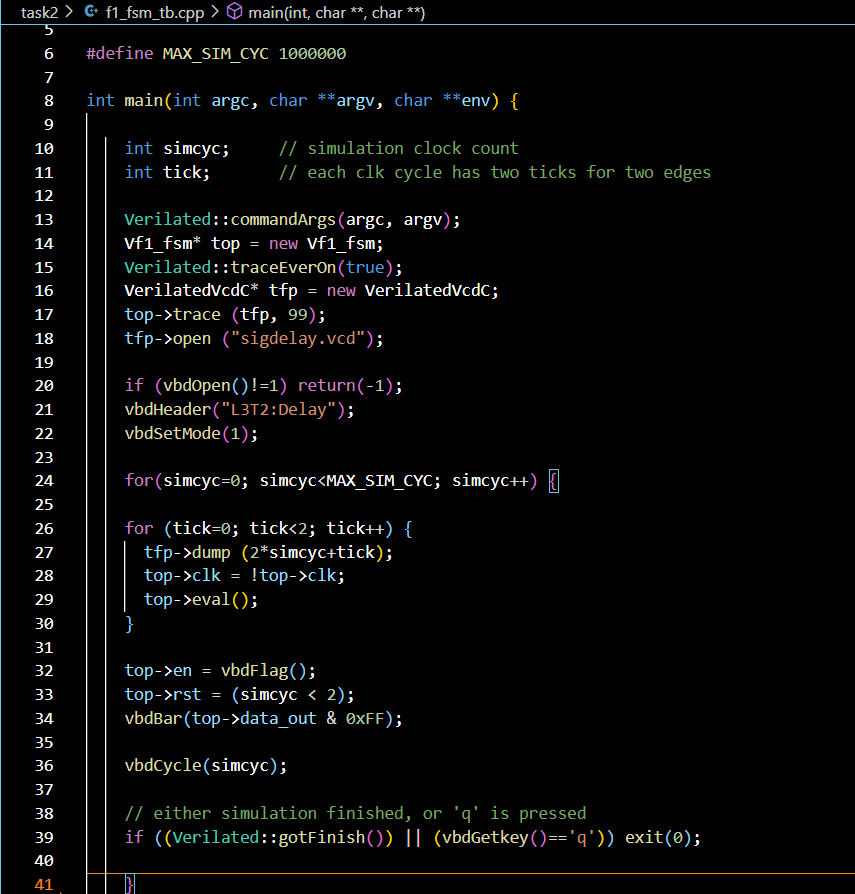 task2 > f1_fsm_tb.cpp > main(int, char **, char **)
5
6 #define MAX_SIM_CYC 1000000
7
8 int main(int argc, char **argv, char **env) {
9
10 int simcyc;     // simulation clock count
11 int tick;       // each clk cycle has two ticks for two edges
12
13 Verilated::commandArgs(argc, argv);
14 Vf1_fsm* top = new Vf1_fsm;
15 Verilated::traceEverOn(true);
16 VerilatedVcdC* tfp = new VerilatedVcdC;
17 top->trace (tfp, 99);
18 tfp->open ("sigdelay.vcd");
19
20 if (vbdOpen()!=1) return(-1);
21 vbdHeader("L3T2:Delay");
22 vbdSetMode(1);
23
24 for(simcyc=0; simcyc<MAX_SIM_CYC; simcyc++) {
25
26 for (tick=0; tick<2; tick++) {
27 tfp->dump (2*simcyc+tick);
28 top->clk = !top->clk;
29 top->eval();
30 }
31
32 top->en = vbdFlag();
33 top->rst = (simcyc < 2);
34 vbdBar(top->data_out & 0xFF);
35
36 vbdCycle(simcyc);
37
38 // either simulation finished, or 'q' is pressed
39 if ((Verilated::gotFinish()) || (vbdGetkey()=='q')) exit(0);
40
41 }